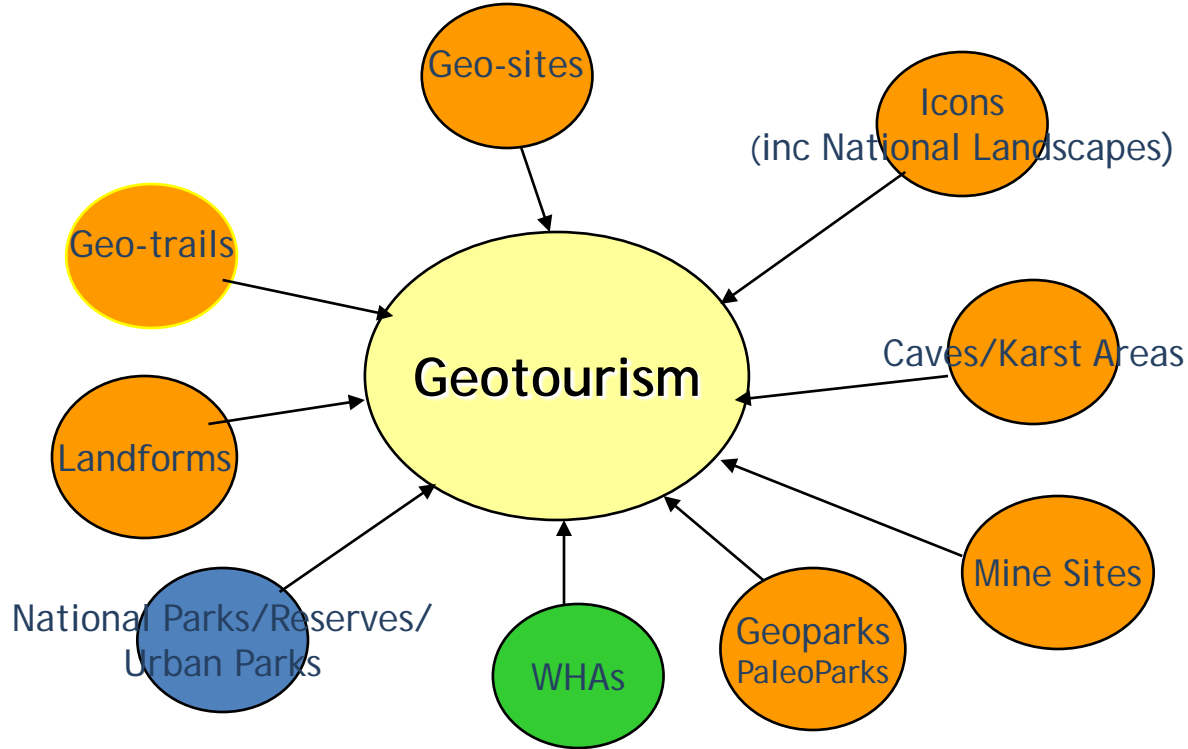 Geo-sites
Icons
(inc National Landscapes)
Geo-trails
Caves/Karst Areas
Geotourism
Landforms
Mine Sites
National Parks/Reserves/
Urban Parks
WHAs
Geoparks
PaleoParks